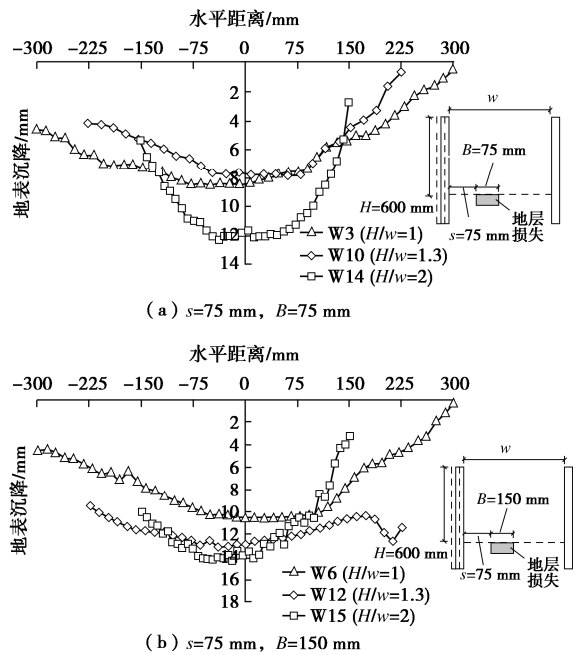 水平距离/mm
-300 -225 -150 -75 0 75 150 225 300
地表沉降/mm
2
4
6
8
10
12
14
w
B=75 mm
H=600 mm
s=75 mm
地层
损失
W3 (H/w=1)
W10 (H/w=1.3)
W14 (H/w=2)
(a) s=75 mm, B=75 mm
水平距离/mm
-300 -225 -150 -75 0 75 150 225 300
地表沉降/mm
2
4
6
8
10
12
14
16
18
w
B=150 mm
H=600 mm
s=75 mm
地层
损失
W6 (H/w=1)
W12 (H/w=1.3)
W15 (H/w=2)
(b) s=75 mm, B=150 mm